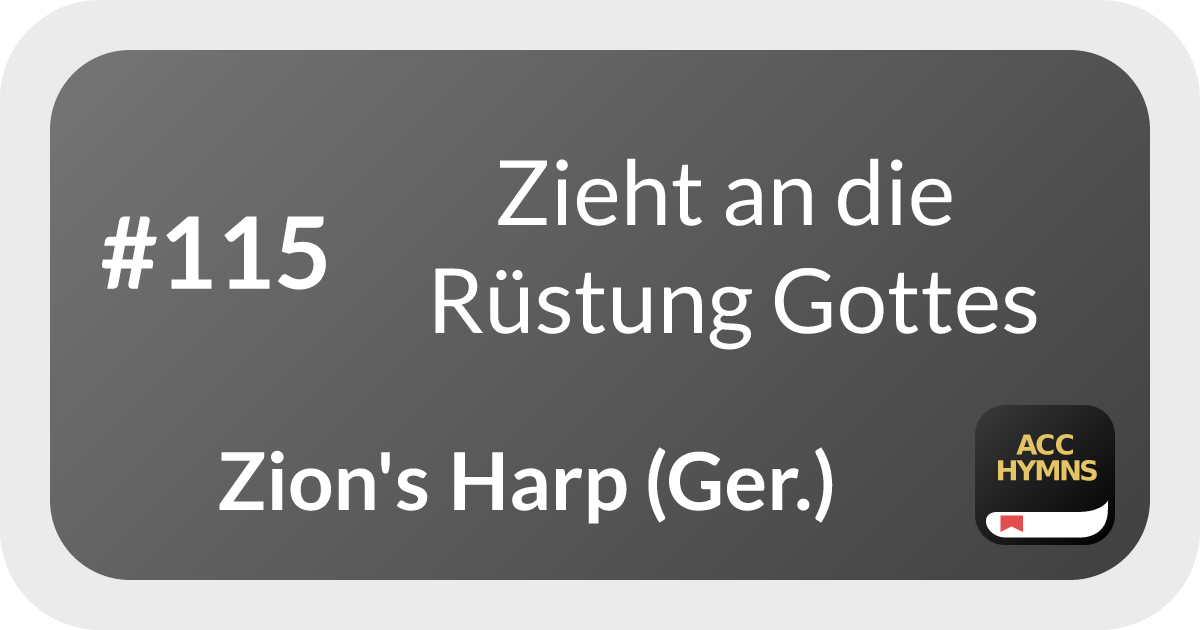 #115
Zieht an die
Rüstung Gottes
Zion's Harp (Ger.)
ACC
HYMNS